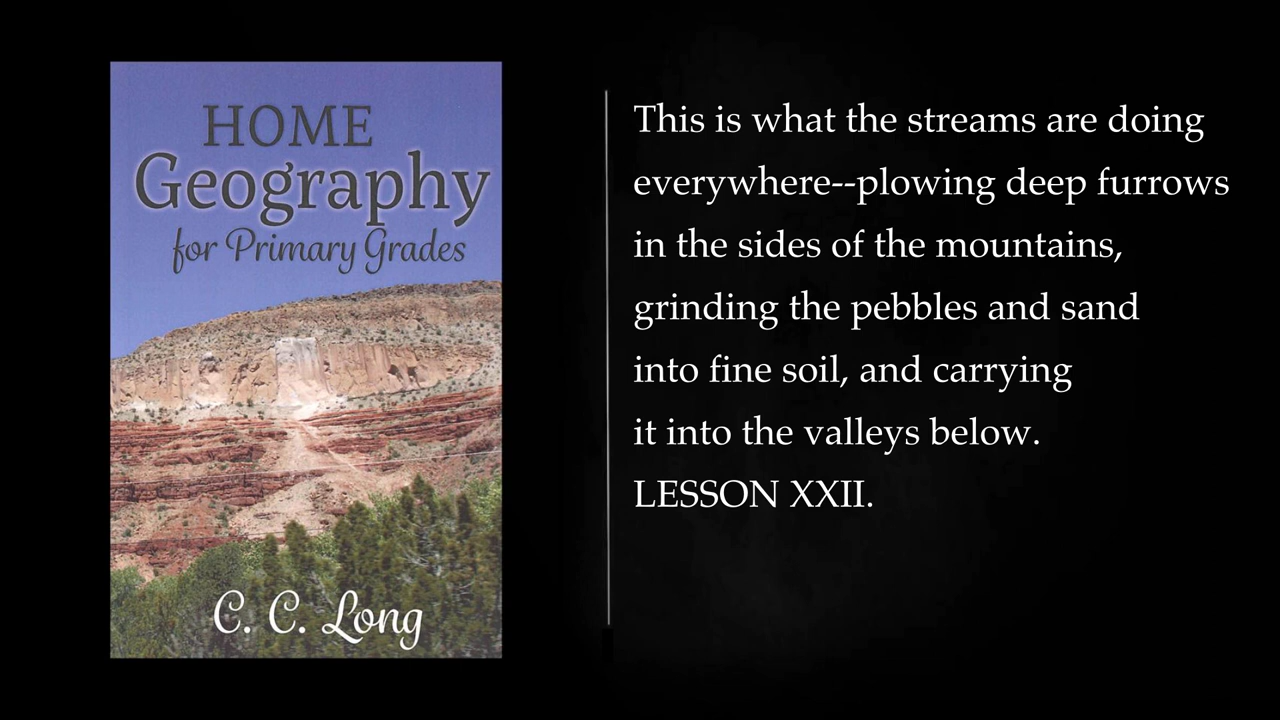 HOME
Geography
for Primary Grades
C. C. Long
This is what the streams are doing
everywhere--plowing deep furrows
in the sides of the mountains,
grinding the pebbles and sand
into fine soil, and carrying
it into the valleys below.
LESSON XXII.